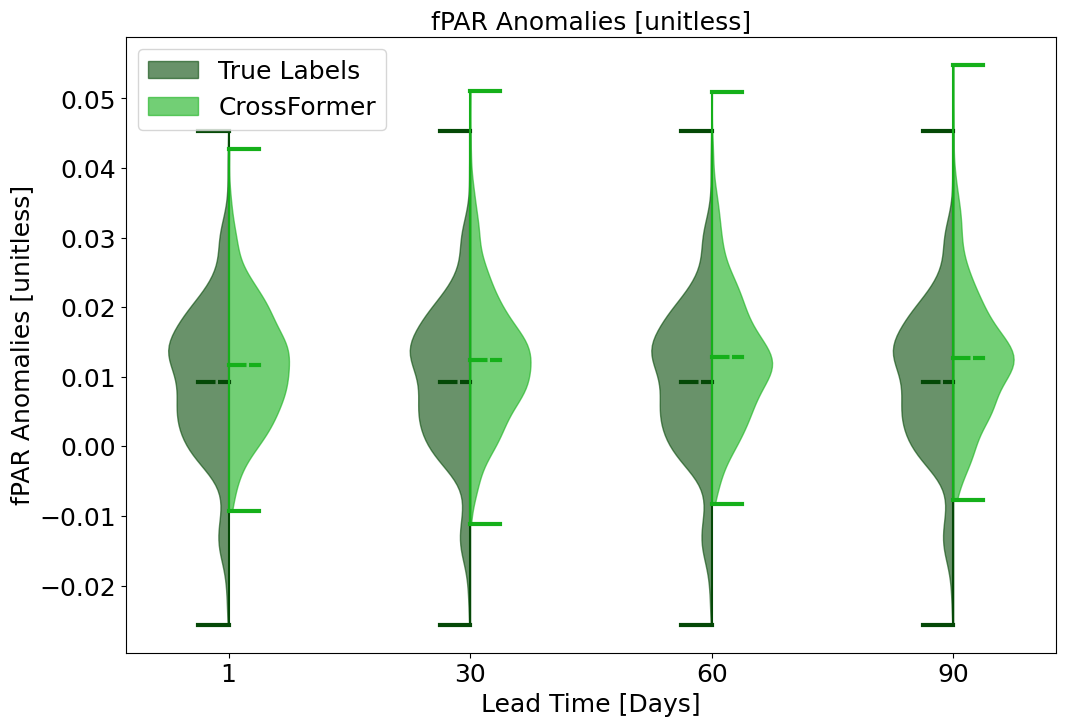 fPAR Anomalies [unitless]
True Labels
CrossFormer
fPAR Anomalies [unitless]
0.05
0.04
0.03
0.02
0.01
0.00
−0.01
−0.02
1
30
60
90
Lead Time [Days]